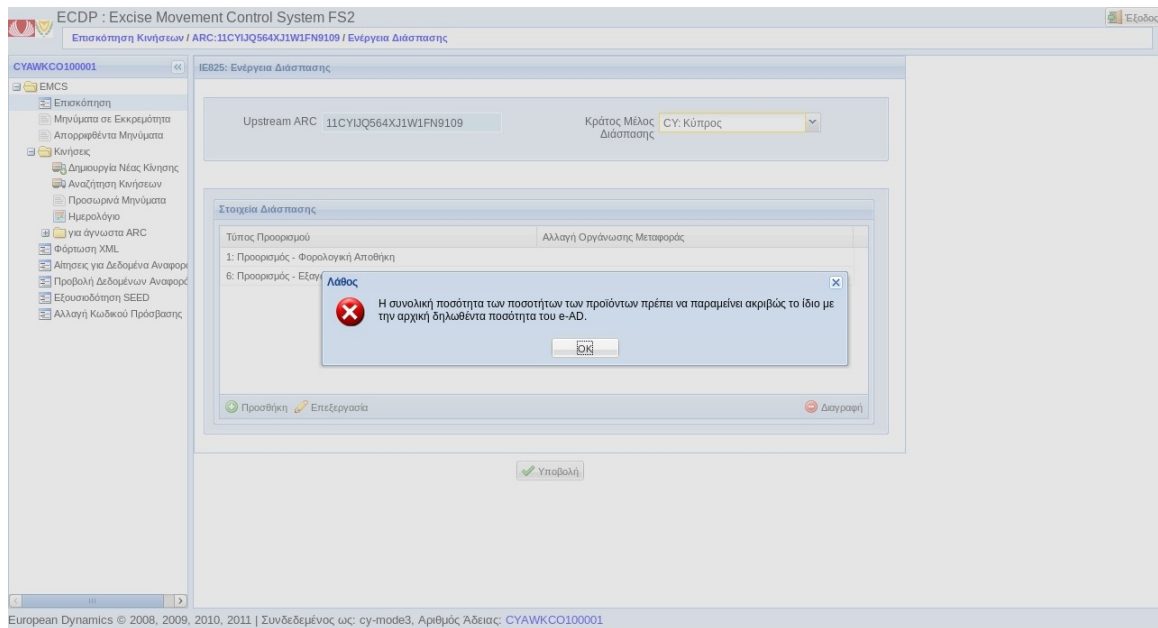 ECDP : Excise Movement Control System FS2
Έξοδος
Επισκόπηση Κινήσεων / ARC:11CYIJQ564XJ1W1FN9109 / Ενέργεια Διάσπασης
CYAWKCO100001
EMCS
Επισκόπηση
Μηνύματα σε Εκκρεμότητα
Απορριφθέντα Μηνύματα
Κινήσεις
Δημιουργία Νέας Κίνησης
Αναζήτηση Κινήσεων
Προσωρινά Μηνύματα
Ημερολόγιο
για άγνωστα ARC
Φόρτωση XML
Αίτησεις για Δεδομένα Αναφορ
Προβολή Δεδομένων Αναφορά
Εξουσιοδότηση SEED
Αλλαγή Κωδικού Πρόσβασης
IE825: Ενέργεια Διάσπασης
Upstream ARC 11CYIJQ564XJ1W1FN9109
Κράτος Μέλος CY: Κύπρος
Διάσπασης
Στοιχεία Διάσπασης
Τύπος Προορισμού Αλλαγή Οργάνωσης Μεταφοράς
1: Προορισμός - Φορολογική Αποθήκη
6: Προορισμός - Εξαγ
Λάθος
Η συνολική ποσότητα των ποσοτήτων των προϊόντων πρέπει να παραμείνει ακριβώς το ίδιο με
την αρχική δηλωθέντα ποσότητα του e-AD.
OK
Προσθήκη Επεξεργασία Διαγραφή
Υποβολή
European Dynamics © 2008, 2009, 2010, 2011 | Συνδεδεμένος ως: cy-mode3, Αριθμός Άδειας: CYAWKCO100001